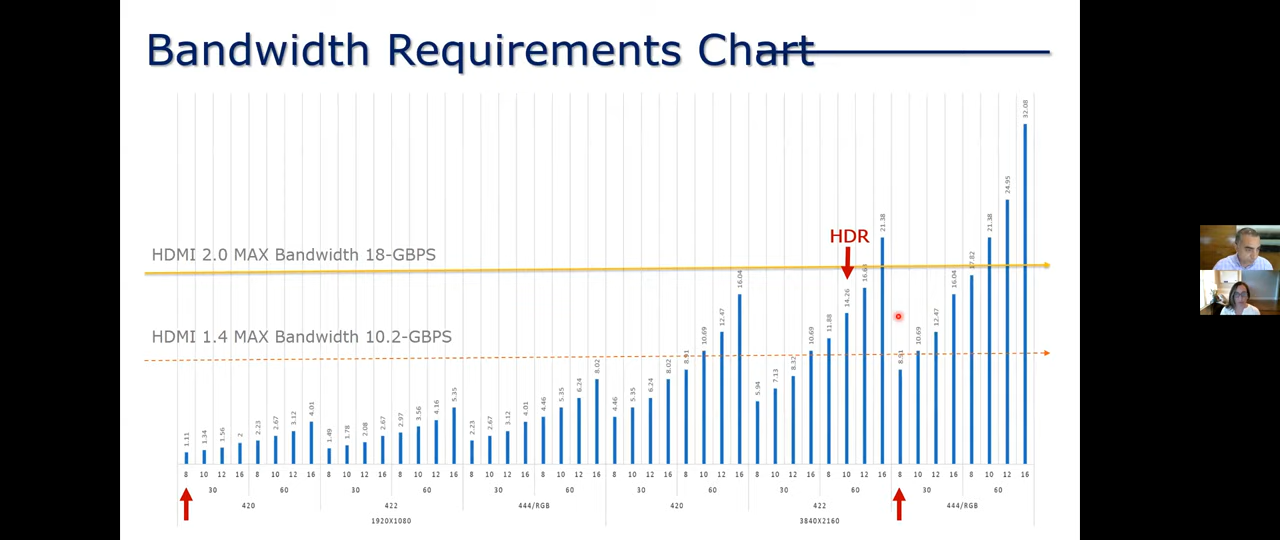 Bandwidth Requirements Chart
HDMI 2.0 MAX Bandwidth 18-GBPS
HDMI 1.4 MAX Bandwidth 10.2-GBPS
HDR
1.11 1.34 1.56 2 2.23 2.67 3.12 4.01 1.49 1.78 2.08 2.67 2.97 3.56 4.16 5.35 2.23 2.67 3.12 4.01 4.46 5.35 6.24 8.02 4.46 5.35 6.24 8.02 8.91 10.69 12.47 16.04 5.94 7.13 8.32 10.69 11.88 14.26 21.38 8.91 10.69 12.47 16.04 17.82 21.38 24.95 32.08
8 10 12 16 8 10 12 16 8 10 12 16 8 10 12 16 8 10 12 16 8 10 12 16 8 10 12 16 8 10 12 16 8 10 12 16 8 10 12 16 8 10 12 16 8 10 12 16
30 60 30 60 30 60 30 60 30 60 30 60
420 422 444/RGB 420 422 444/RGB
1920X1080 3840X2160